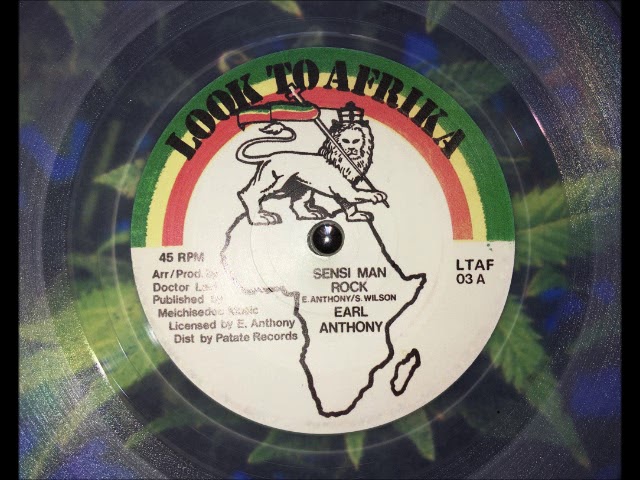 LOOK TO AFRIKA
45 RPM
Arr/Prod. by
Doctor
Published
Melchisedec Music
Licensed by E. Anthony
Dist by Patate Records
SENSI MAN
ROCK
E. ANTHONY/S. WILSON
EARL
ANTHONY
LTAF
03 A